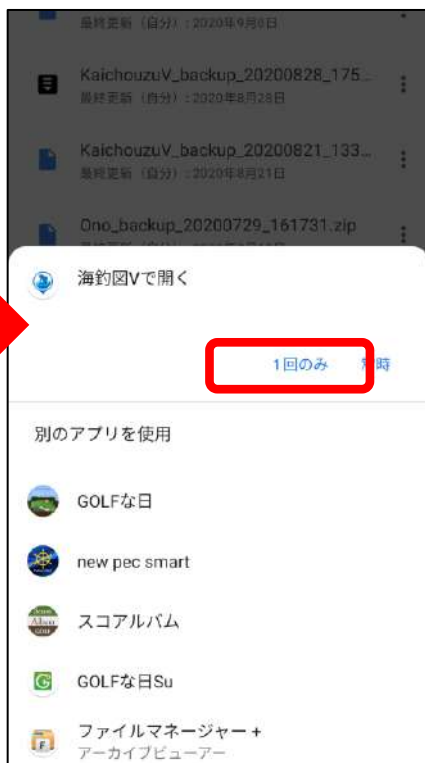 最終更新（自分）: 2020年9月8日
KaichouzuV_backup_20200828_175...
最終更新（自分）: 2020年8月28日
KaichouzuV_backup_20200821_133...
最終更新（自分）: 2020年8月21日
Ono_backup_20200729_161731.zip
海釣図Vで開く
1回のみ 常時
別のアプリを使用
GOLFな日
new pec smart
スコアルバム
GOLFな日Su
ファイルマネージャー +
アーカイブビューアー